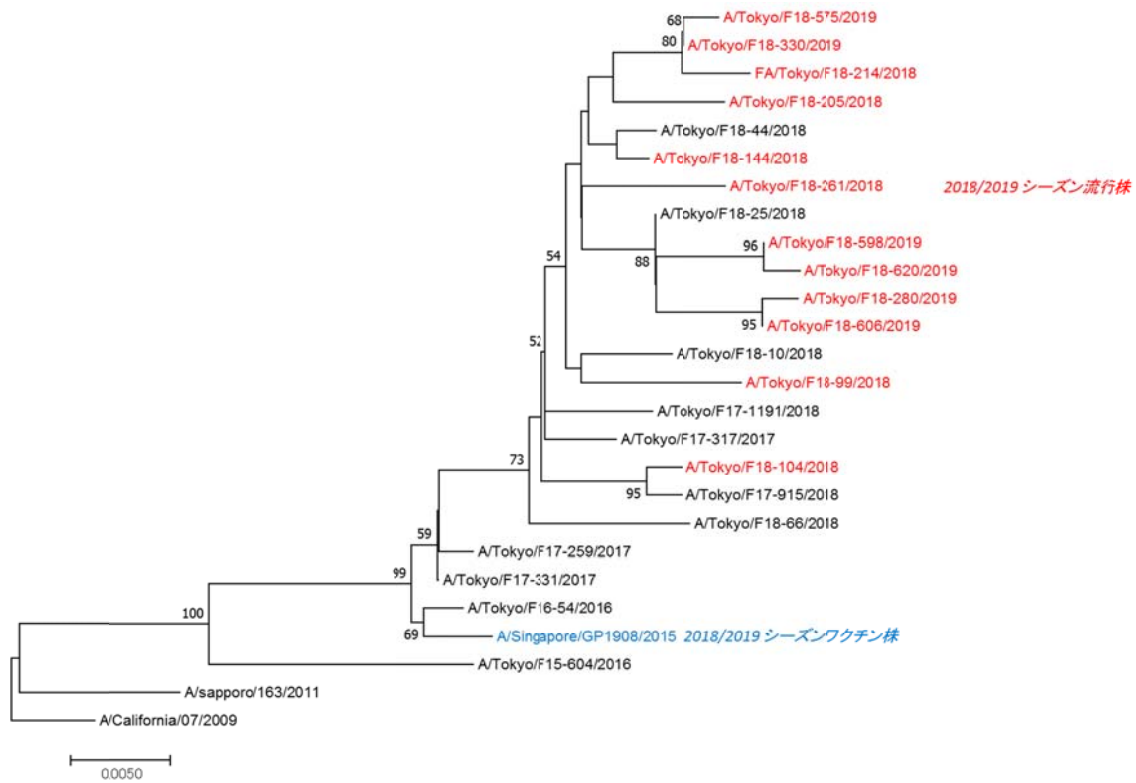 68
A/Tokyo/F18-575/2019
80
A/Tokyo/F18-330/2019
FA/Tokyo/F18-214/2018
A/Tokyo/F18-205/2018
A/Tokyo/F18-44/2018
A/Tokyo/F18-144/2018
A/Tokyo/F18-261/2018 2018/2019 シーズン流行株
A/Tokyo/F18-25/2018
96
A/Tokyo/F18-598/2019
54
88
A/Tokyo/F18-620/2019
A/Tokyo/F18-280/2019
95
A/Tokyo/F18-606/2019
52
A/Tokyo/F18-10/2018
A/Tokyo/F18-99/2018
A/Tokyo/F17-1191/2018
A/Tokyo/F17-317/2017
73
A/Tokyo/F18-104/2018
95
A/Tokyo/F17-915/2018
A/Tokyo/F18-66/2018
59
A/Tokyo/F17-259/2017
99
A/Tokyo/F17-331/2017
100
A/Tokyo/F16-54/2016
69
A/Singapore/GP1908/2015 2018/2019 シーズンワクチン株
A/Tokyo/F15-604/2016
A/sapporo/163/2011
A/California/07/2009
0.0050